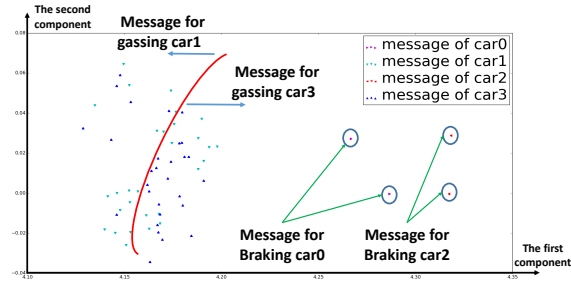 The second
component
Message for
gassing car1
Message for
gassing car3
message of car0
message of car1
message of car2
message of car3
0.08
0.06
0.04
0.02
0.00
−0.02
−0.04
Message for
Braking car0
Message for
Braking car2
The first
component
4.10
4.15
4.20
4.25
4.30
4.35